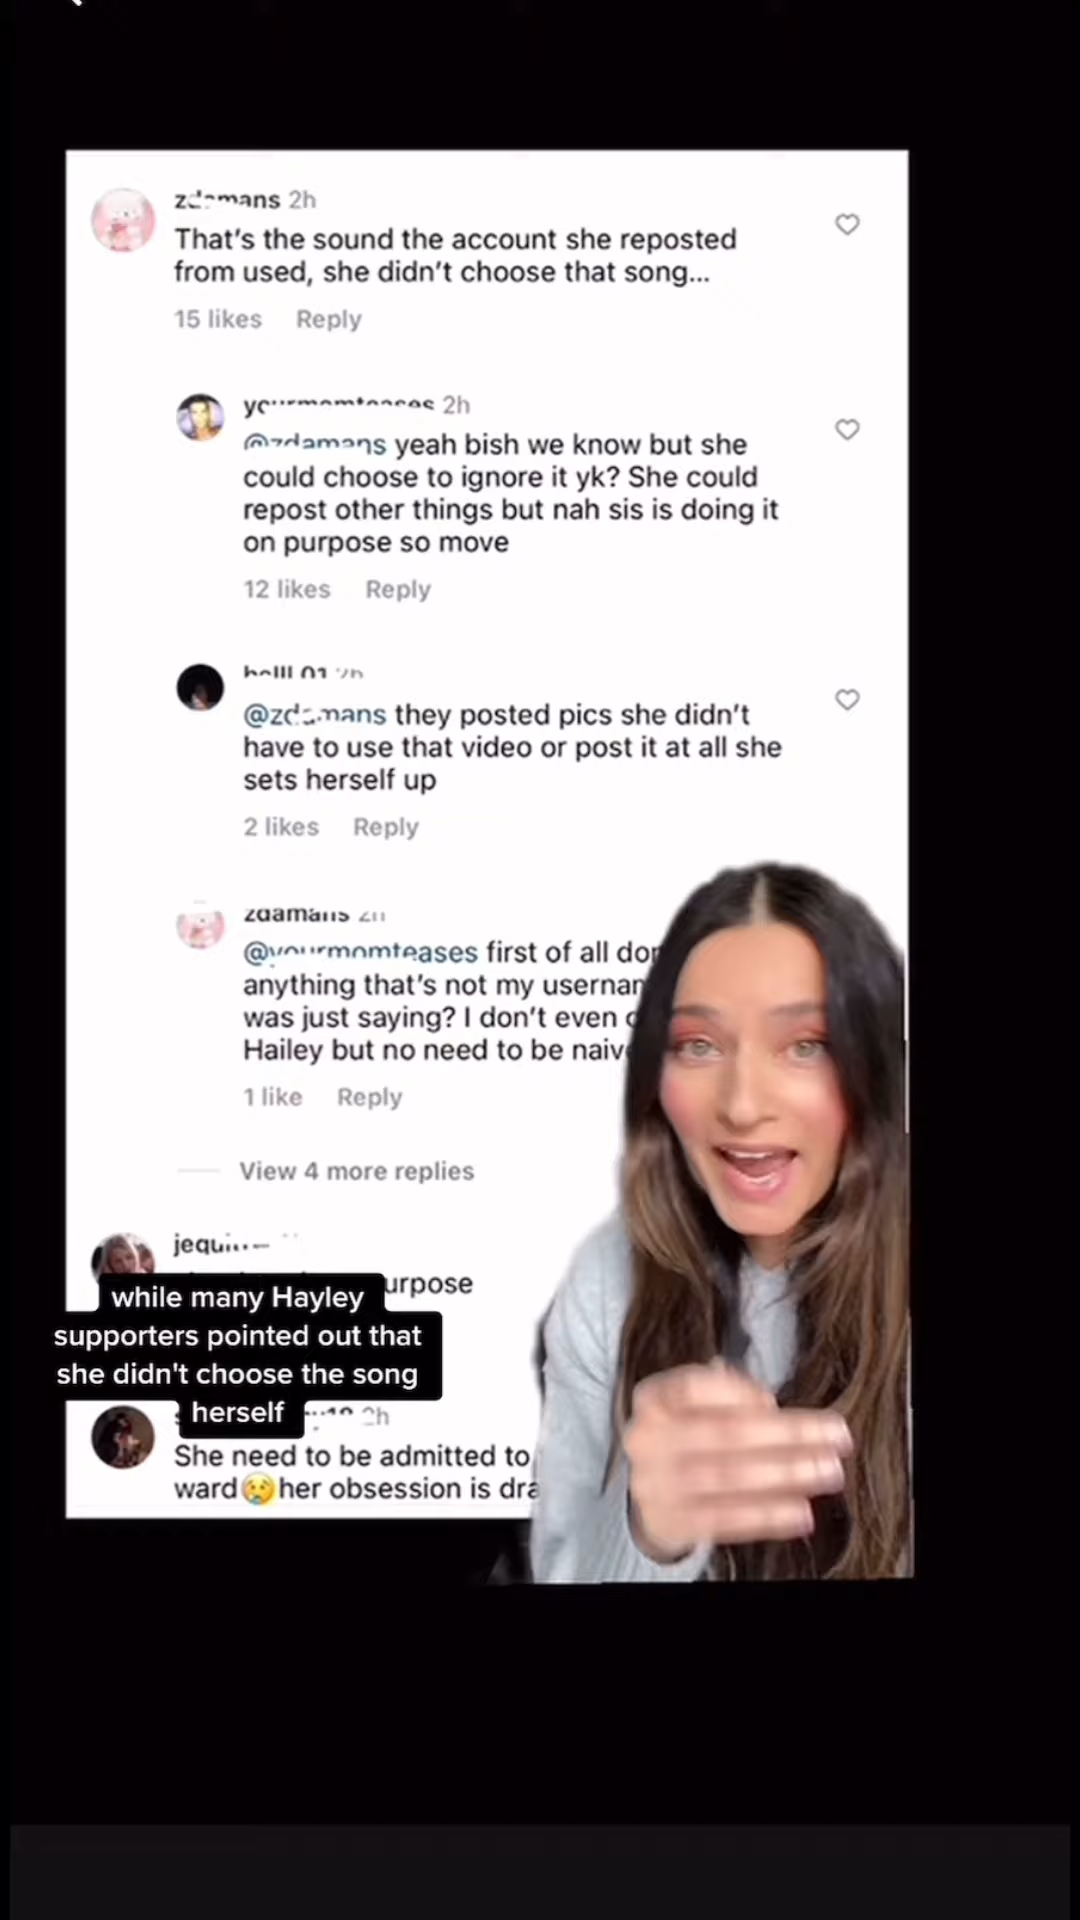 2h
That's the sound the account she reposted
from used, she didn't choose that song...
15 likes Reply
2h
yeah bish we know but she
could choose to ignore it yk? She could
repost other things but nah sis is doing it
on purpose so move
12 likes Reply
they posted pics she didn't
have to use that video or post it at all she
sets herself up
2 likes Reply
first of all
anything that's not my
was just saying? I don't even
Hailey but no need to be
1 like Reply
View 4 more replies
while many Hayley
supporters pointed out that
she didn't choose the song
herself
2h
She need to be admitted to
ward😢her obsession is